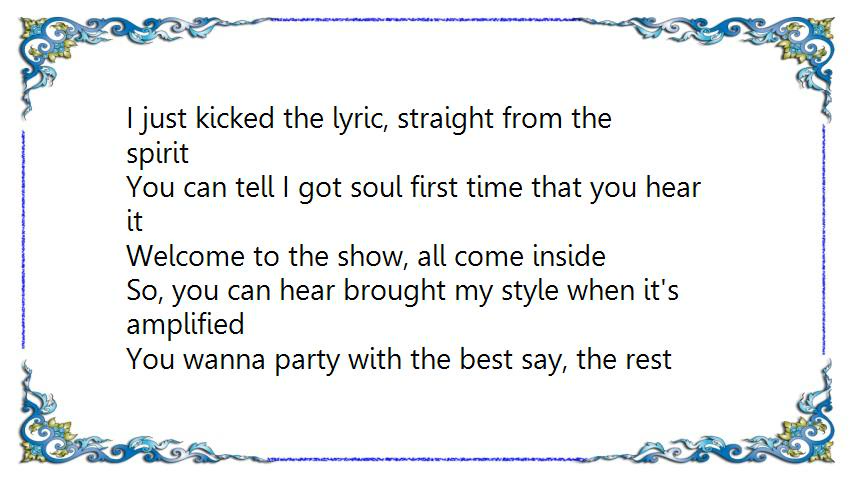 I just kicked the lyric, straight from the
spirit
You can tell I got soul first time that you hear
it
Welcome to the show, all come inside
So, you can hear brought my style when it's
amplified
You wanna party with the best say, the rest